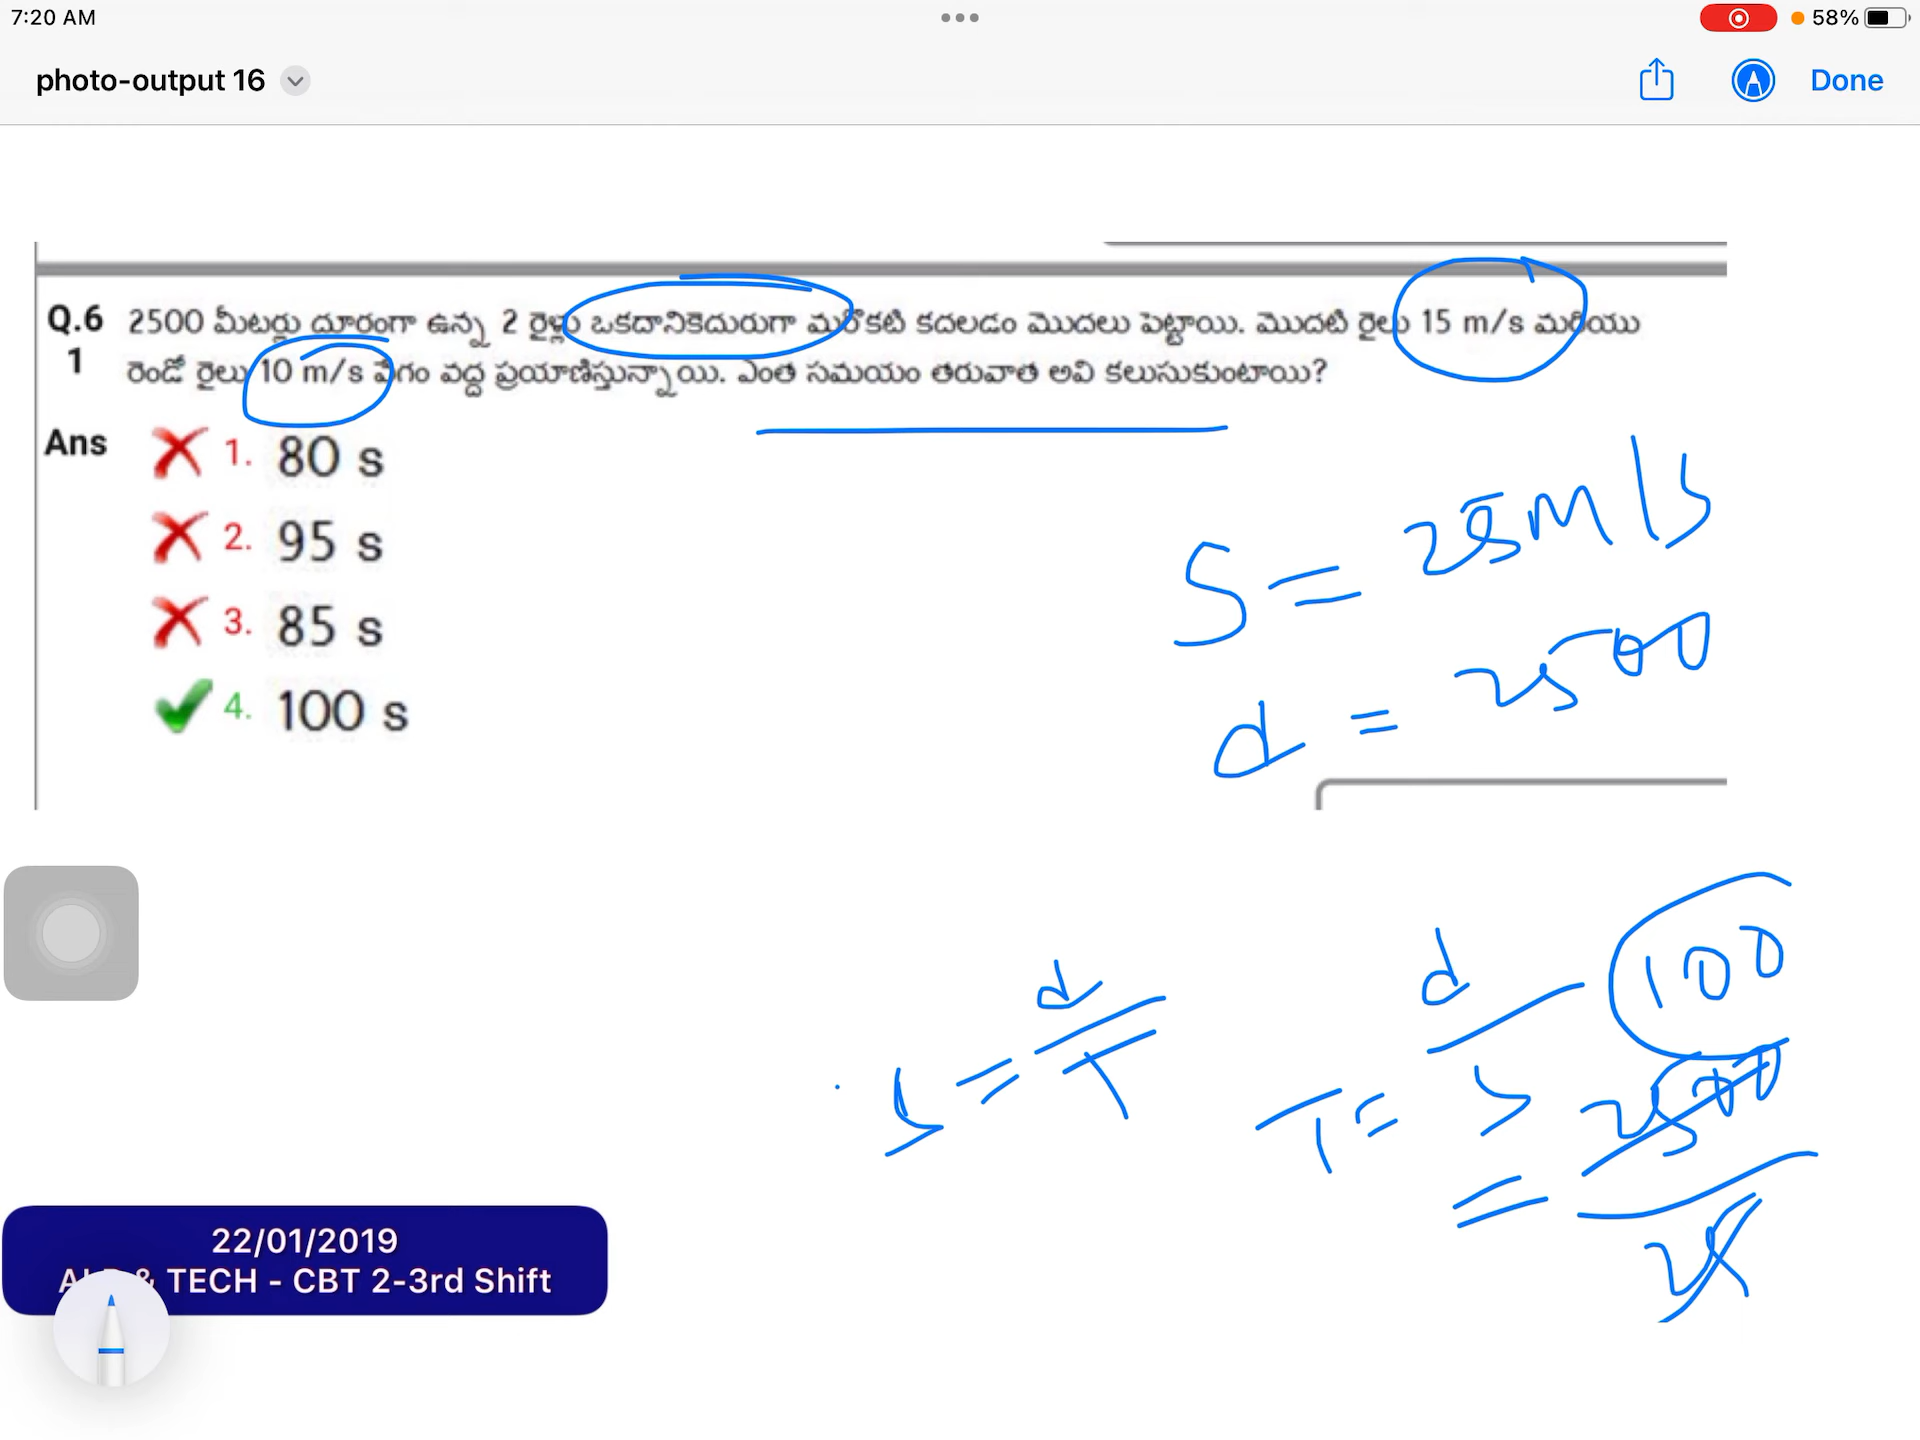 7:20 AM
58%
photo-output 16
Done
Q.6 2500 మీటర్లు దూరంగా ఉన్న 2 రైళ్లు ఒకదానికెదురుగా మరొకటి కదలడం మొదలు పెట్టాయి. మొదటి రైలు 15 m/s మరియు
1 రెండో రైలు 10 m/s వేగం వద్ద ప్రయాణిస్తున్నాయి. ఎంత సమయం తరువాత అవి కలుసుకుంటాయి?
Ans
1. 80 s
2. 95 s
3. 85 s
4. 100 s
S = 25 m/s
d = 2500
s = d/T
T = d/s
100
= 2500/25
22/01/2019
& TECH - CBT 2-3rd Shift